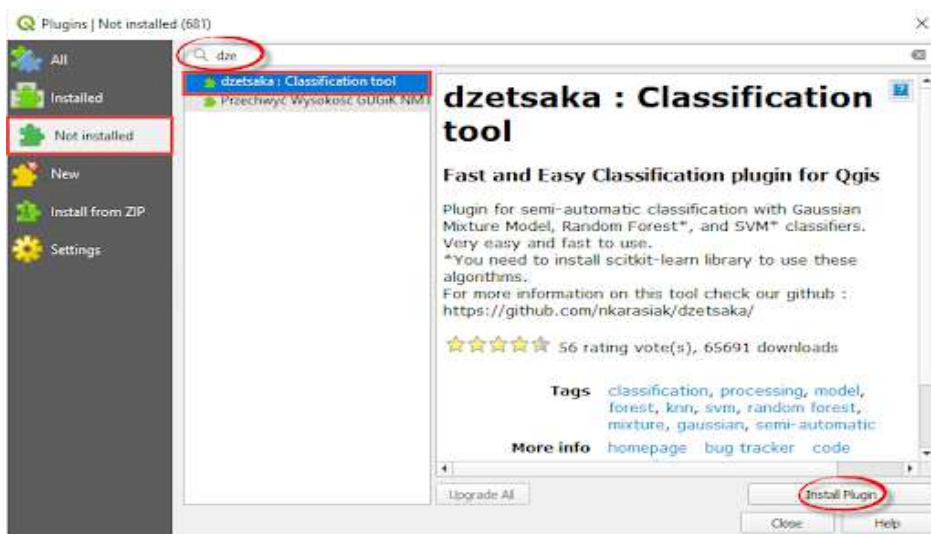 Plugins | Not installed (681)
All
Installed
Not installed
New
Install from ZIP
Settings
dze
dzetsaka : Classification tool
Przechwyć Wysokość GUGiK NMT
dzetsaka : Classification
tool
Fast and Easy Classification plugin for Qgis
Plugin for semi-automatic classification with Gaussian
Mixture Model, Random Forest*, and SVM* classifiers.
Very easy and fast to use.
*You need to install scitkit-learn library to use these
algorithms.
For more information on this tool check our github :
https://github.com/nkarasiak/dzetsaka/
56 rating vote(s), 65691 downloads
Tags classification, processing, model,
forest, knn, svm, random forest,
mixture, gaussian, semi-automatic
More info homepage bug tracker code
Upgrade All
Install Plugin
Close
Help